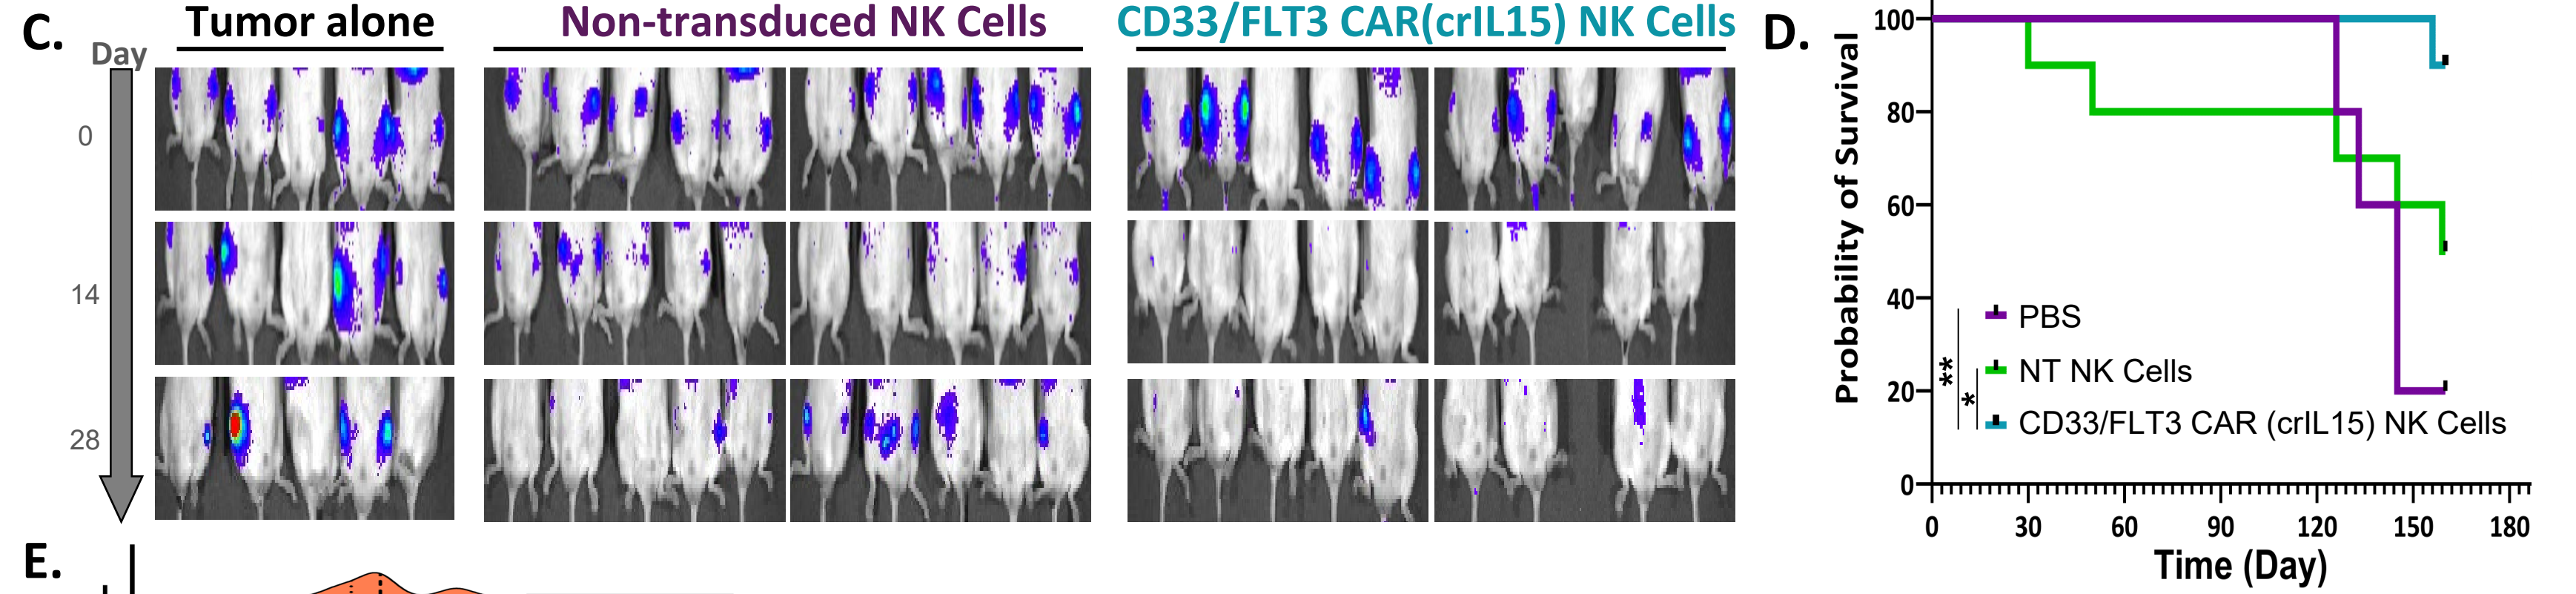 C.
Day
Tumor alone
Non-transduced NK Cells
CD33/FLT3 CAR(crIL15) NK Cells
0
14
28
D.
Probability of Survival
100
80
60
40
20
0
PBS
NT NK Cells
CD33/FLT3 CAR (crIL15) NK Cells
**
*
0 30 60 90 120 150 180
Time (Day)
E.